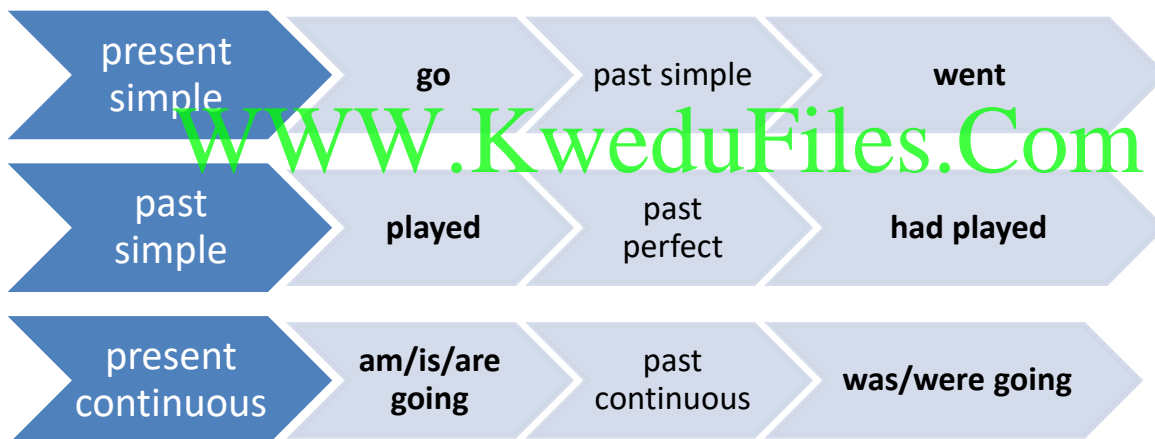 present
simple
go
past simple
went
WWW.KweduFiles.Com
past
simple
played
past
perfect
had played
present
continuous
am/is/are
going
past
continuous
was/were going